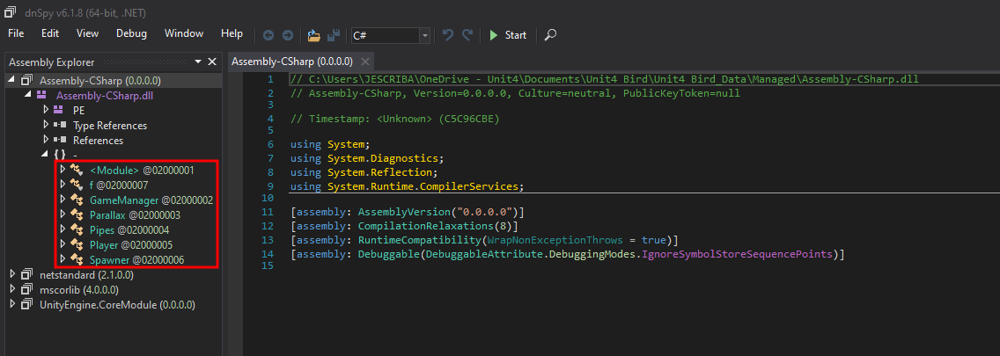 dnSpy v6.1.8 (64-bit, .NET)
File Edit View Debug Window Help C# Start
Assembly Explorer
Assembly-CSharp (0.0.0.0)
Assembly-CSharp.dll
PE
Type References
References
{ } -
<Module> @02000001
f @02000007
GameManager @02000002
Parallax @02000003
Pipes @02000004
Player @02000005
Spawner @02000006
netstandard (2.1.0.0)
mscorlib (4.0.0.0)
UnityEngine.CoreModule (0.0.0.0)
Assembly-CSharp (0.0.0.0)
1 // C:\Users\JESCRIBA\OneDrive - Unit4\Documents\Unit4 Bird\Unit4 Bird_Data\Managed\Assembly-CSharp.dll
2 // Assembly-CSharp, Version=0.0.0.0, Culture=neutral, PublicKeyToken=null
3
4 // Timestamp: <Unknown> (C5C96CBE)
5
6 using System;
7 using System.Diagnostics;
8 using System.Reflection;
9 using System.Runtime.CompilerServices;
10
11 [assembly: AssemblyVersion("0.0.0.0")]
12 [assembly: CompilationRelaxations(8)]
13 [assembly: RuntimeCompatibility(WrapNonExceptionThrows = true)]
14 [assembly: Debuggable(DebuggableAttribute.DebuggingModes.IgnoreSymbolStoreSequencePoints)]
15